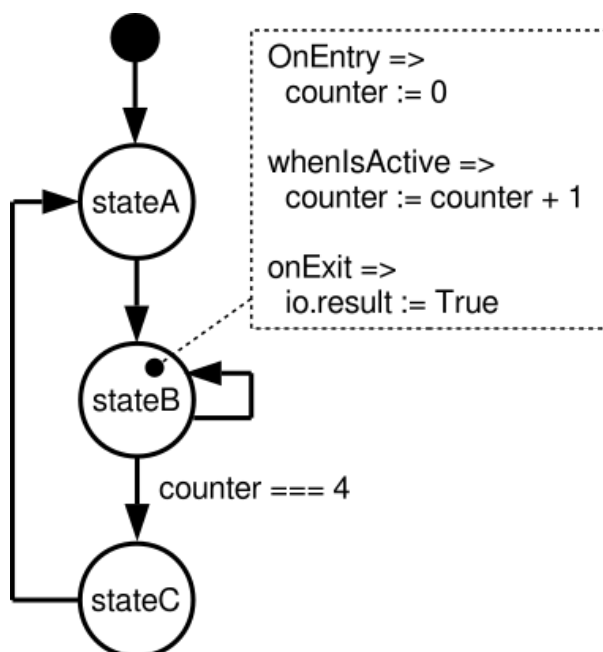 OnEntry =>
counter := 0
whenIsActive =>
counter := counter + 1
onExit =>
io.result := True
stateA
stateB
counter === 4
stateC